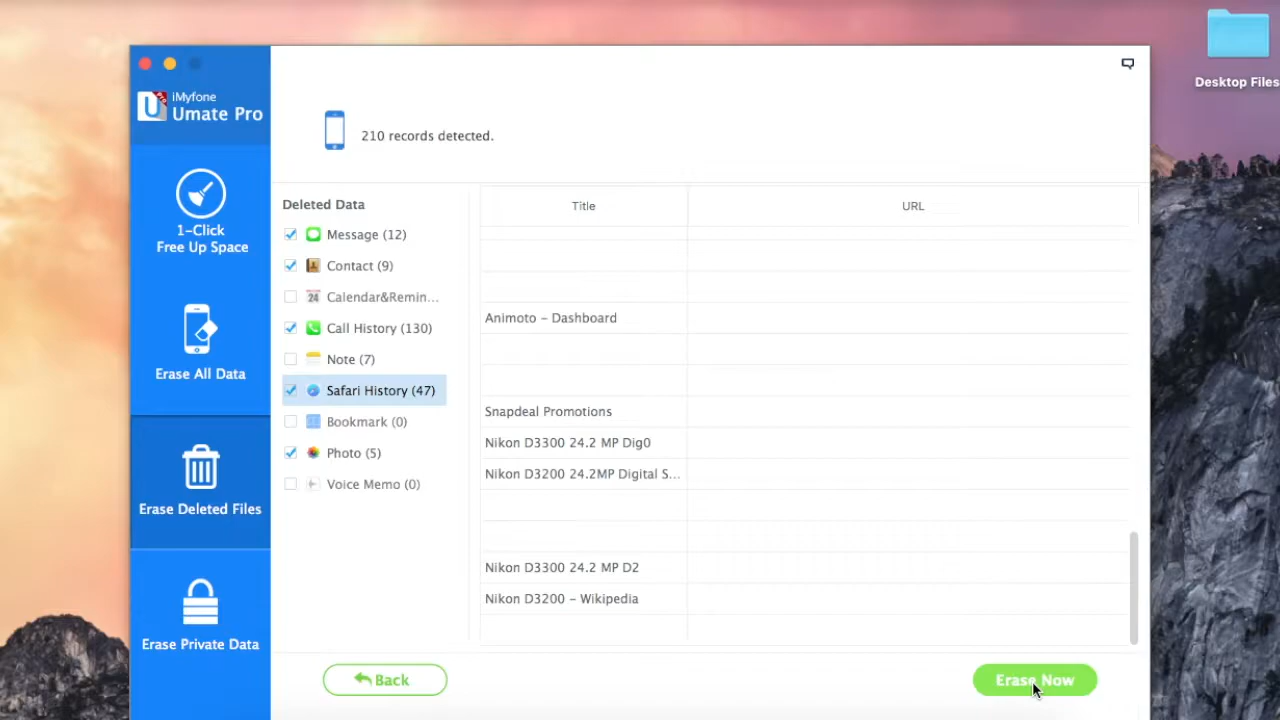 Desktop Files
iMyfone
Umate Pro
210 records detected.
1-Click
Free Up Space
Erase All Data
Erase Deleted Files
Erase Private Data
Deleted Data
Message (12)
Contact (9)
24 Calendar&Remin...
Call History (130)
Note (7)
Safari History (47)
Bookmark (0)
Photo (5)
Voice Memo (0)
Title URL
Animoto – Dashboard
Snapdeal Promotions
Nikon D3300 24.2 MP Dig0
Nikon D3200 24.2MP Digital S...
Nikon D3300 24.2 MP D2
Nikon D3200 – Wikipedia
Back
Erase Now